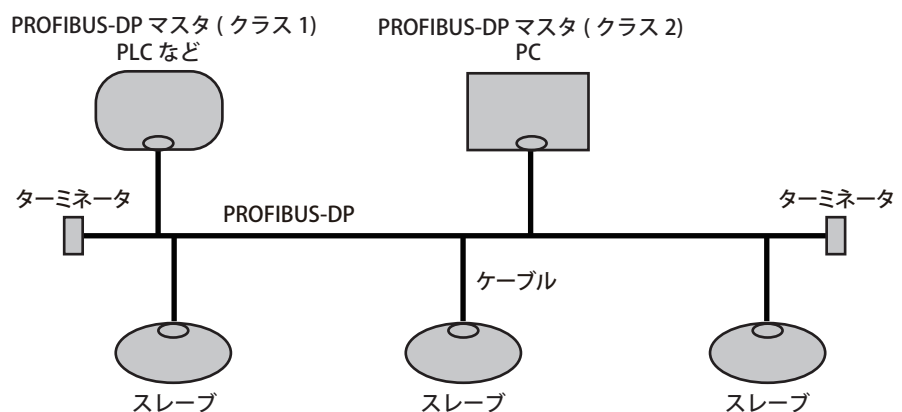 PROFIBUS-DP マスタ ( クラス 1)
PLC など
PROFIBUS-DP マスタ ( クラス 2)
PC
ターミネータ
PROFIBUS-DP
ターミネータ
ケーブル
スレーブ
スレーブ
スレーブ